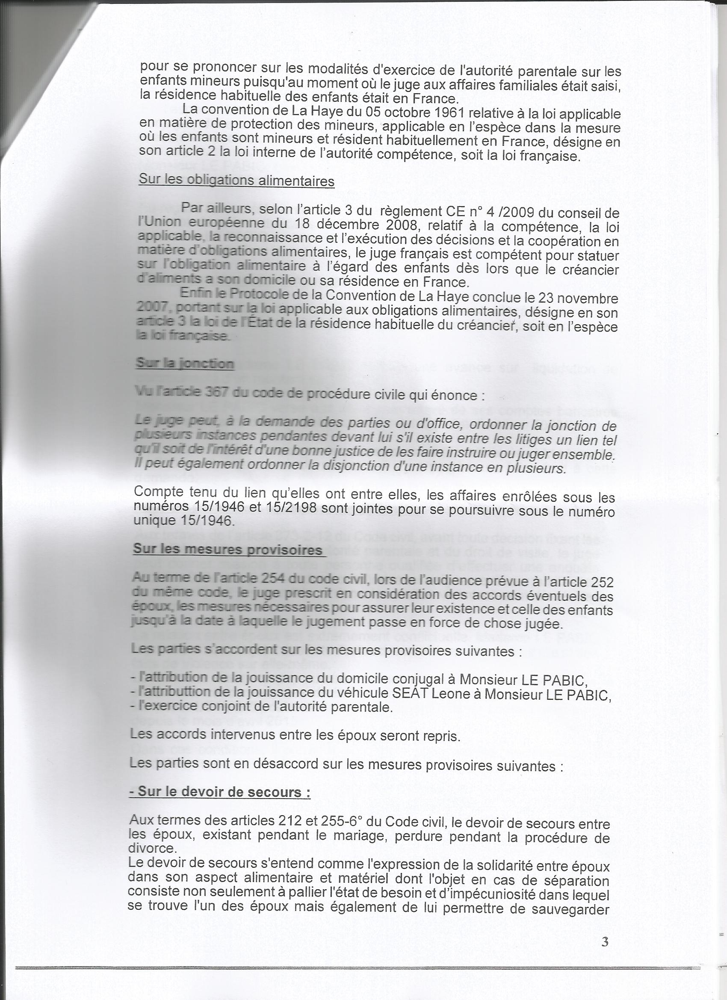 pour se prononcer sur les modalités d'exercice de l'autorité parentale sur les
enfants mineurs puisqu'au moment où le juge aux affaires familiales était saisi,
la résidence habituelle des enfants était en France.
La convention de La Haye du 05 octobre 1961 relative à la loi applicable
en matière de protection des mineurs, applicable en l'espèce dans la mesure
où les enfants sont mineurs et résident habituellement en France, désigne en
son article 2 la loi interne de l'autorité compétence, soit la loi française.
Sur les obligations alimentaires
Par ailleurs, selon l'article 3 du règlement CE n° 4 /2009 du conseil de
l'Union européenne du 18 décembre 2008, relatif à la compétence, la loi
applicable, la reconnaissance et l'exécution des décisions et la coopération en
matière d'obligations alimentaires, le juge français est compétent pour statuer
sur l'obligation alimentaire à l'égard des enfants dès lors que le créancier
d'aliments a son domicile ou sa résidence en France.
Enfin le Protocole de la Convention de La Haye conclue le 23 novembre
2007, portant sur la loi applicable aux obligations alimentaires, désigne en son
article 3 la loi de l'État de la résidence habituelle du créancier, soit en l'espèce
la loi française.
Sur la jonction
Vu l'article 367 du code de procédure civile qui énonce :
Le juge peut, à la demande des parties ou d'office, ordonner la jonction de
plusieurs instances pendantes devant lui s'il existe entre les litiges un lien tel
qu'il soit de l'intérêt d'une bonne justice de les faire instruire ou juger ensemble.
Il peut également ordonner la disjonction d'une instance en plusieurs.
Compte tenu du lien qu'elles ont entre elles, les affaires enrôlées sous les
numéros 15/1946 et 15/2198 sont jointes pour se poursuivre sous le numéro
unique 15/1946.
Sur les mesures provisoires
Au terme de l'article 254 du code civil, lors de l'audience prévue à l'article 252
du même code, le juge prescrit en considération des accords éventuels des
époux, les mesures nécessaires pour assurer leur existence et celle des enfants
jusqu'à la date à laquelle le jugement passe en force de chose jugée.
Les parties s'accordent sur les mesures provisoires suivantes :
- l'attribution de la jouissance du domicile conjugal à Monsieur LE PABIC,
- l'attributtion de la jouissance du véhicule SEAT Leone à Monsieur LE PABIC,
- l'exercice conjoint de l'autorité parentale.
Les accords intervenus entre les époux seront repris.
Les parties sont en désaccord sur les mesures provisoires suivantes :
- Sur le devoir de secours :
Aux termes des articles 212 et 255-6° du Code civil, le devoir de secours entre
les époux, existant pendant le mariage, perdure pendant la procédure de
divorce.
Le devoir de secours s'entend comme l'expression de la solidarité entre époux
dans son aspect alimentaire et matériel dont l'objet en cas de séparation
consiste non seulement à pallier l'état de besoin et d'impécuniosité dans lequel
se trouve l'un des époux mais également de lui permettre de sauvegarder
3